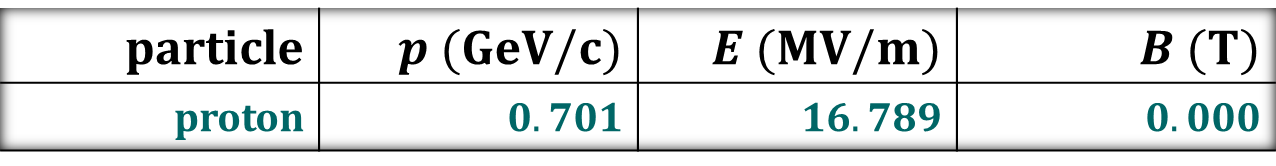 particle p (GeV/c) E (MV/m) B (T)
proton 0.701 16.789 0.000